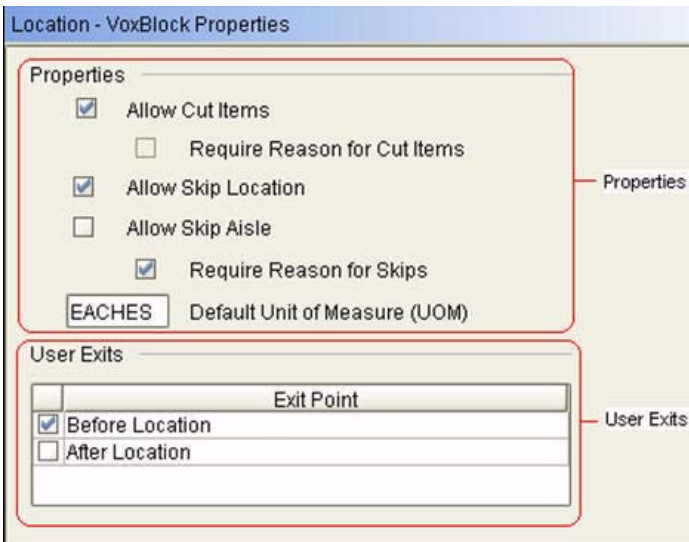 Location - VoxBlock Properties
Properties
Allow Cut Items
Require Reason for Cut Items
Allow Skip Location
Properties
Allow Skip Aisle
Require Reason for Skips
EACHES Default Unit of Measure (UOM)
User Exits
Exit Point
Before Location
User Exits
After Location